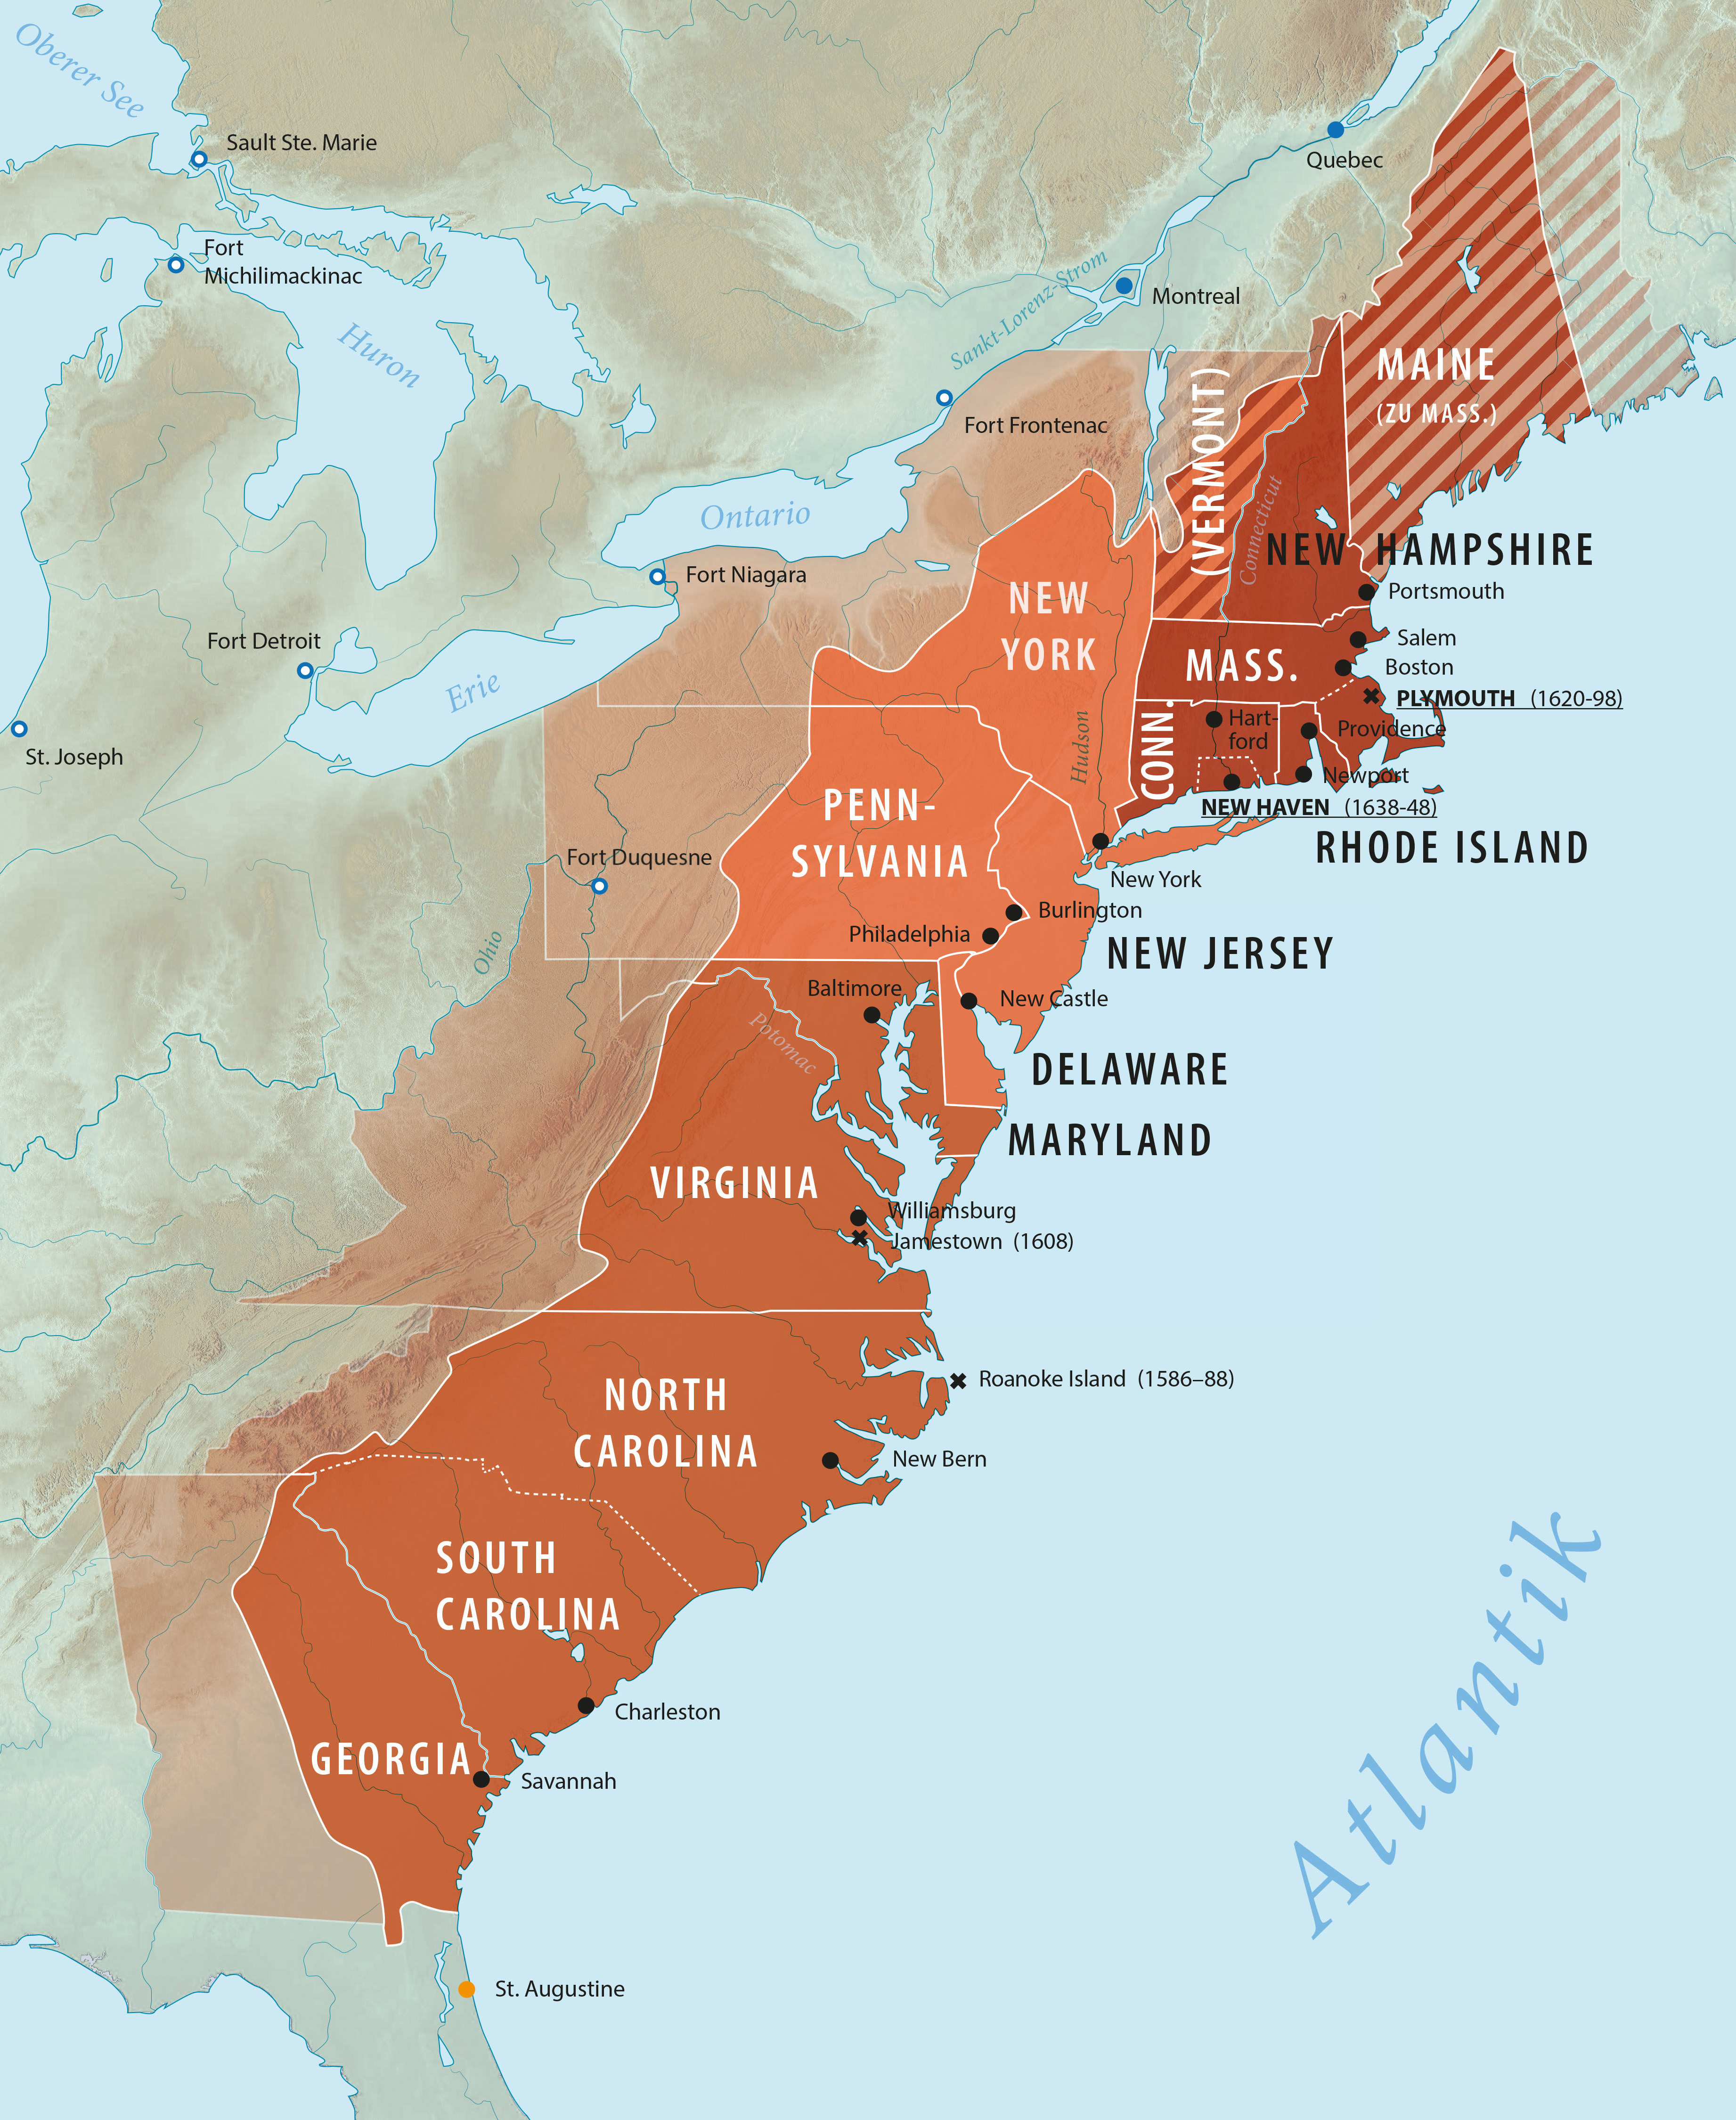 Oberer See
Sault Ste. Marie
Quebec
Fort
Michilimackinac
Huron
Sankt-Lorenz-Strom
Montreal
MAINE
(ZU MASS.)
(VERMONT)
Fort Frontenac
Connecticut
Ontario
NEW HAMPSHIRE
Fort Niagara
NEW
YORK
Portsmouth
Fort Detroit
Salem
MASS.
Boston
Erie
PLYMOUTH (1620-98)
Hart-
ford
Providence
Hudson
CONN.
St. Joseph
Newport
PENN-
SYLVANIA
NEW HAVEN (1638-48)
RHODE ISLAND
Fort Duquesne
New York
Burlington
Philadelphia
Ohio
NEW JERSEY
Baltimore
New Castle
Potomac
DELAWARE
MARYLAND
VIRGINIA
Williamsburg
Jamestown (1608)
Roanoke Island (1586–88)
NORTH
CAROLINA
New Bern
SOUTH
CAROLINA
Atlantik
Charleston
GEORGIA
Savannah
St. Augustine